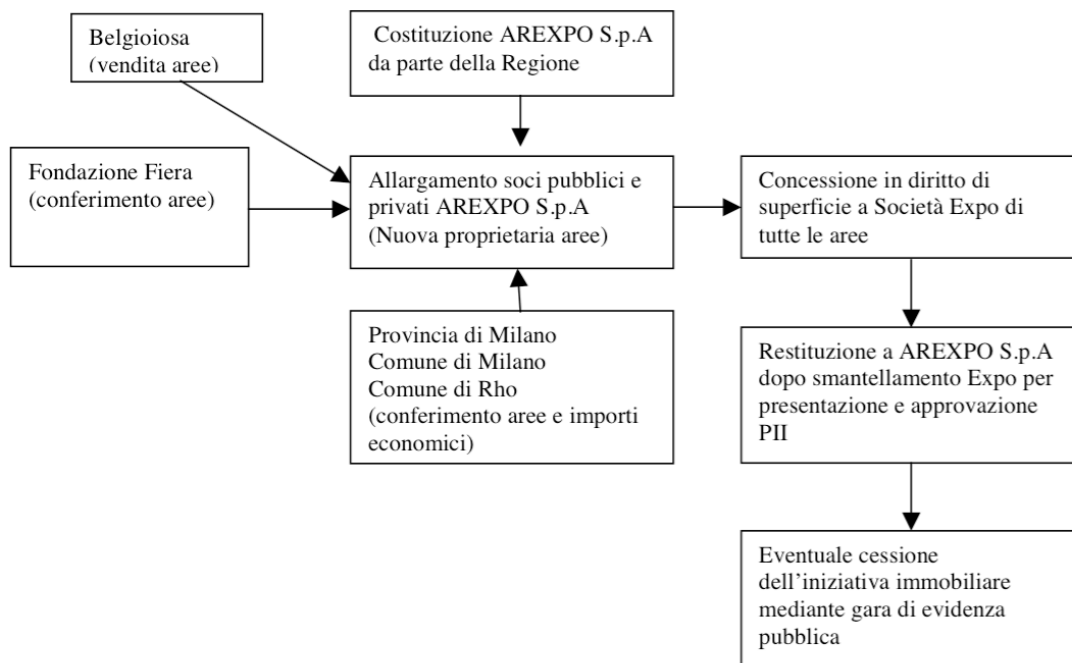 Belgioiosa
(vendita aree)
Costituzione AREXPO S.p.A
da parte della Regione
Fondazione Fiera
(conferimento aree)
Allargamento soci pubblici e
privati AREXPO S.p.A
(Nuova proprietaria aree)
Concessione in diritto di
superficie a Società Expo di
tutte le aree
Provincia di Milano
Comune di Milano
Comune di Rho
(conferimento aree e importi
economici)
Restituzione a AREXPO S.p.A
dopo smantellamento Expo per
presentazione e approvazione
PII
Eventuale cessione
dell’iniziativa immobiliare
mediante gara di evidenza
pubblica